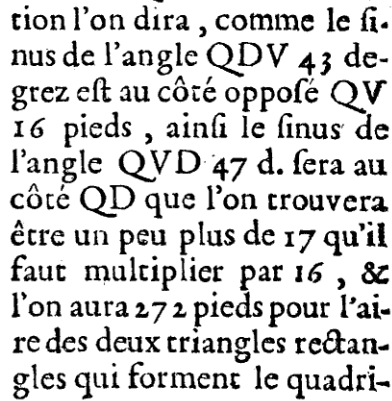 tion l'on dira , comme le ſi-
nus de l'angle QDV 43 de-
grez eſt au côté oppoſé QV
16 pieds , ainſi le ſinus de
l'angle QVD 47 d. ſera au
côté QD que l'on trouvera
être un peu plus de 17 qu'il
faut multiplier par 16 , &
l'on aura 272 pieds pour l'ai-
re des deux triangles rectan-
gles qui forment le quadri-